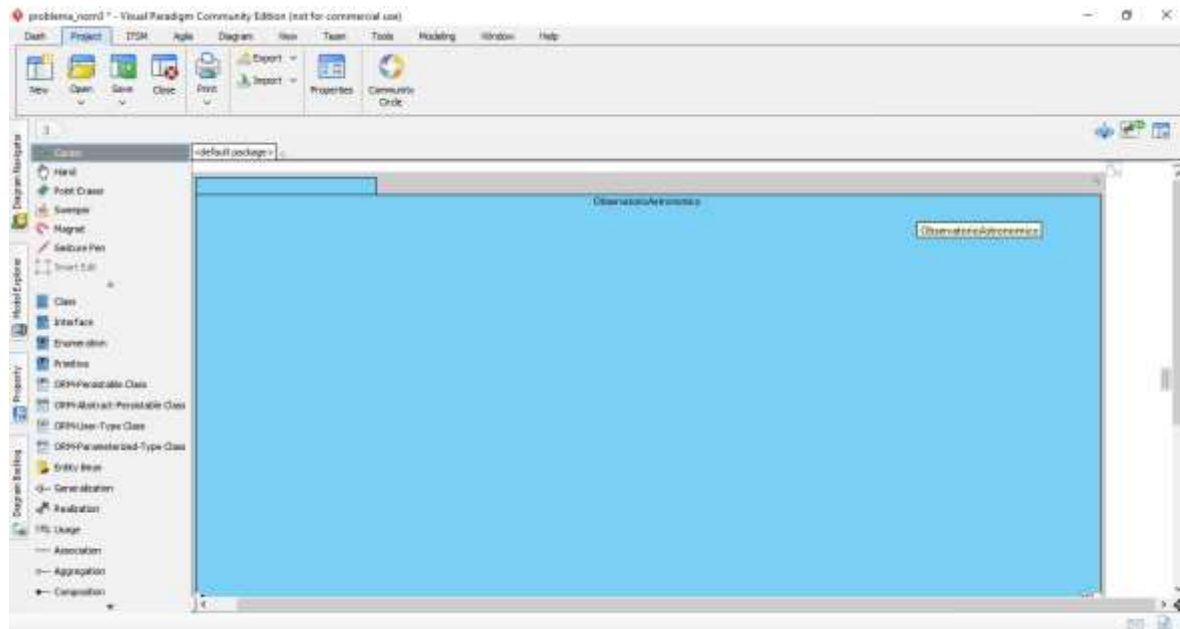 problema_norm3 * - Visual Paradigm Community Edition (not for commercial use)
Dash Project ITSM Agile Diagram View Team Tools Modeling Window Help
New Open Save Close Print Export Import Properties Community Circle
Diagram Navigator
Model Explorer
Property
Diagram Backlog
Cursor
Hand
Point Eraser
Sweeper
Magnet
Gesture Pen
Smart Edit
Class
Interface
Enumeration
Primitive
ORM-Persistable Class
ORM-Abstract-Persistable Class
ORM-User-Type Class
ORM-Parameterized-Type Class
Entity Bean
Generalization
Realization
Usage
Association
Aggregation
Composition
<default package>
ObservatorioAstronomico
ObservatorioAstronomico